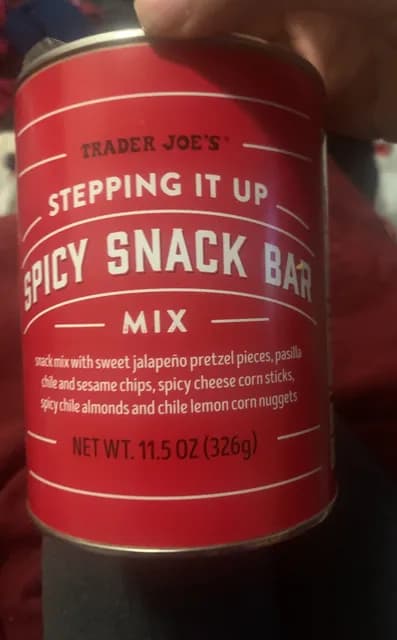 TRADER JOE'S
STEPPING IT UP
SPICY SNACK BAR
MIX
snack mix with sweet jalapeño pretzel pieces, pasilla
chile and sesame chips, spicy cheese corn sticks,
spicy chile almonds and chile lemon corn nuggets
NET WT. 11.5 OZ (326g)